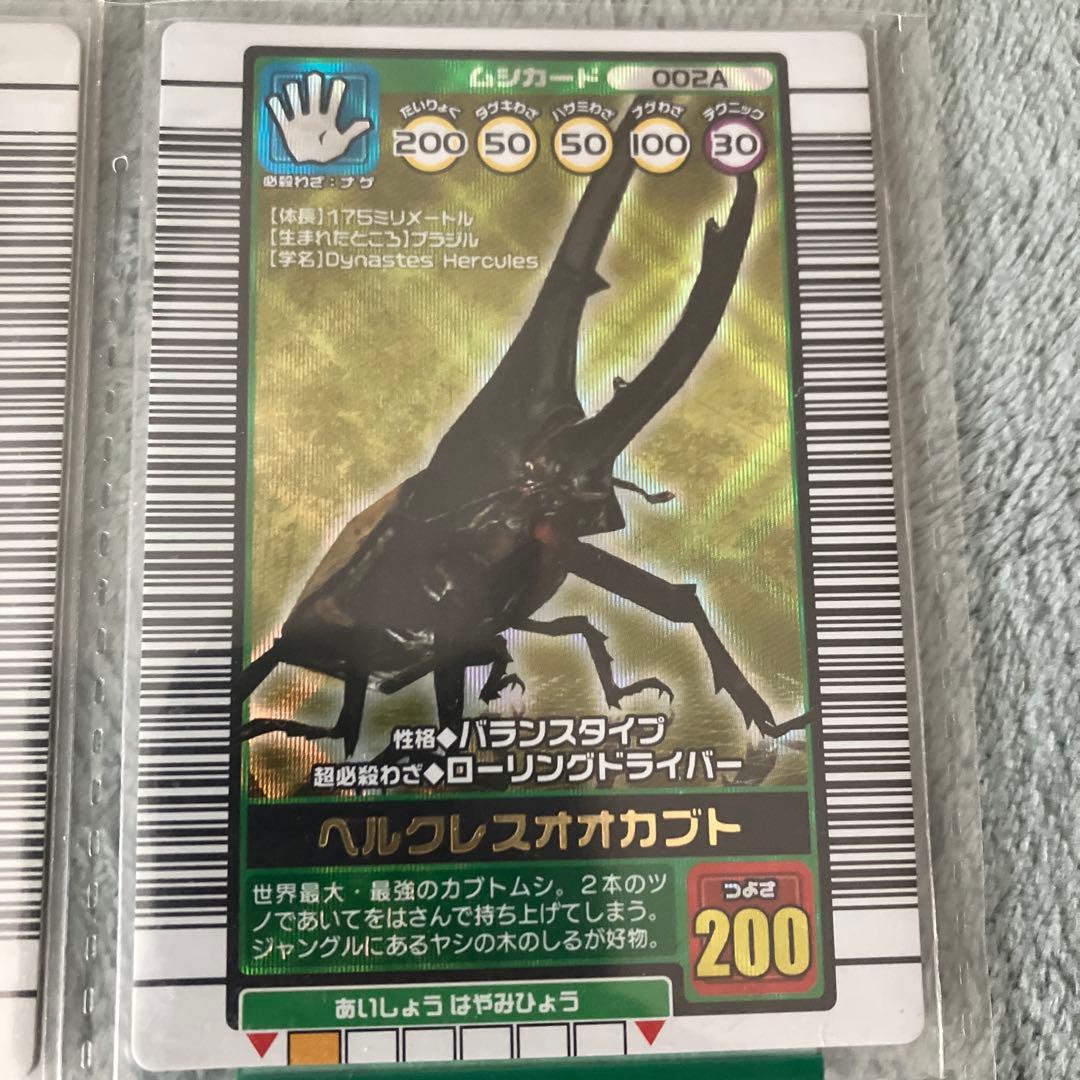 ムシカード 002A
たいりょく ダゲキわざ ハサミわざ ナゲわざ テクニック
200 50 50 100 30
必殺わざ:ナゲ
[体長]175ミリメートル
[生まれたところ]ブラジル
[学名]Dynastes Hercules
性格◆バランスタイプ
超必殺わざ◆ローリングドライバー
ヘルクレスオオカブト
世界最大・最強のカブトムシ。2本のツ
ノであいてをはさんで持ち上げてしまう。
ジャングルにあるヤシの木のしるが好物。
つよさ
200
あいしょう はやみひょう